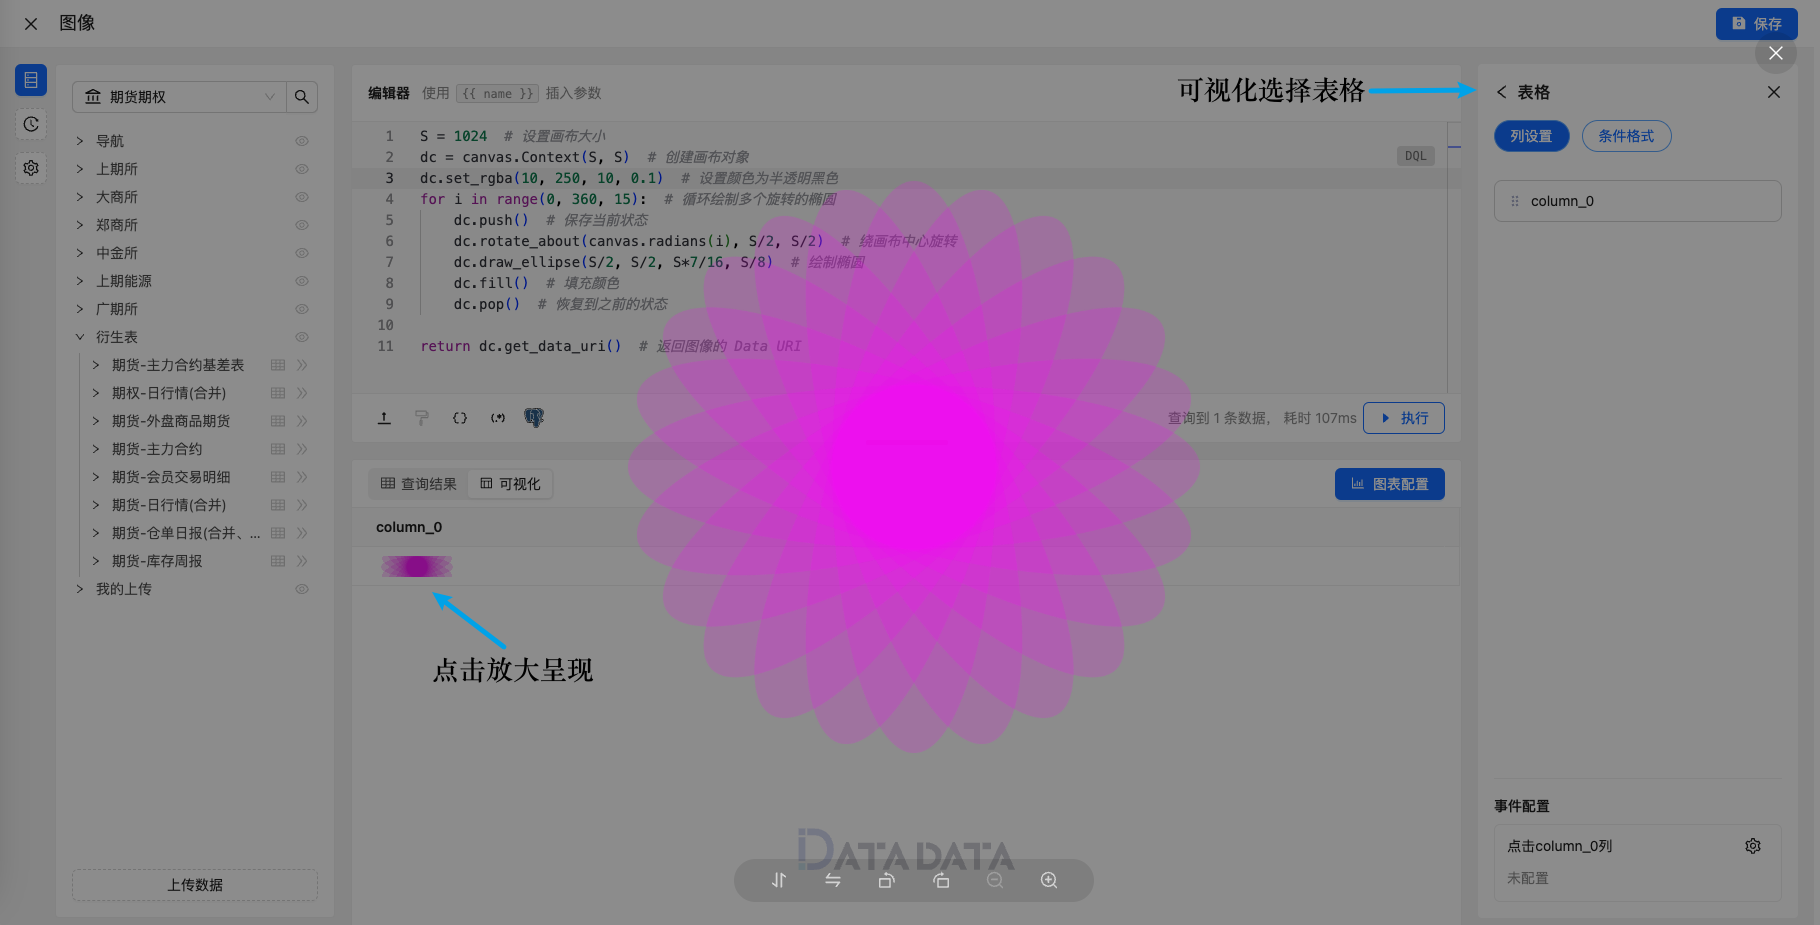 图像
保存
期货期权
导航
上期所
大商所
郑商所
中金所
上期能源
广期所
衍生表
期货-主力合约基差表
期权-日行情(合并)
期货-外盘商品期货
期货-主力合约
期货-会员交易明细
期货-日行情(合并)
期货-仓单日报(合并、...
期货-库存周报
我的上传
上传数据
编辑器 使用 {{ name }} 插入参数
可视化选择表格
DQL
1 S = 1024 # 设置画布大小
2 dc = canvas.Context(S, S) # 创建画布对象
3 dc.set_rgba(10, 250, 10, 0.1) # 设置颜色为半透明黑色
4 for i in range(0, 360, 15): # 循环绘制多个旋转的椭圆
5 dc.push() # 保存当前状态
6 dc.rotate_about(canvas.radians(i), S/2, S/2) # 绕画布中心旋转
7 dc.draw_ellipse(S/2, S/2, S*7/16, S/8) # 绘制椭圆
8 dc.fill() # 填充颜色
9 dc.pop() # 恢复到之前的状态
10
11 return dc.get_data_uri() # 返回图像的 Data URI
查询到 1 条数据， 耗时 107ms
执行
查询结果
可视化
图表配置
column_0
点击放大呈现
DATA DATA
表格
列设置
条件格式
column_0
事件配置
点击column_0列
未配置